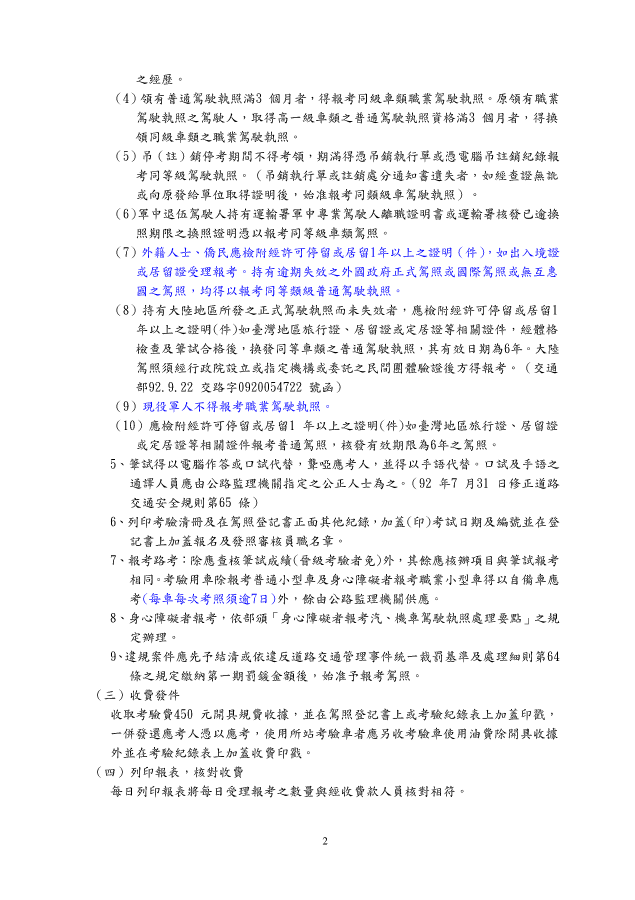 之經歷。
（4）領有普通駕駛執照滿3 個月者，得報考同級車類職業駕駛執照。原領有職業
駕駛執照之駕駛人，取得高一級車類之普通駕駛執照資格滿3 個月者，得換
領同級車類之職業駕駛執照。
（5）吊（註）銷停考期間不得考領，期滿得憑吊銷執行單或憑電腦吊註銷紀錄報
考同等級駕駛執照。（吊銷執行單或註銷處分通知書遺失者，如經查證無訛
或向原發給單位取得證明後，始准報考同類級車駕駛執照）。
（6）軍中退伍駕駛人持有運輸署軍中專業駕駛人離職證明書或運輸署核發已逾換
照期限之換照證明憑以報考同等級車類駕照。
（7）外籍人士、僑民應檢附經許可停留或居留1年以上之證明（件），如出入境證
或居留證受理報考。持有逾期失效之外國政府正式駕照或國際駕照或無互惠
國之駕照，均得以報考同等類級普通駕駛執照。
（8）持有大陸地區所發之正式駕駛執照而未失效者，應檢附經許可停留或居留1
年以上之證明(件)如臺灣地區旅行證、居留證或定居證等相關證件，經體格
檢查及筆試合格後，換發同等車類之普通駕駛執照，其有效日期為6年。大陸
駕照須經行政院設立或指定機構或委託之民間團體驗證後方得報考。（交通
部92.9.22 交路字0920054722 號函）
（9）現役軍人不得報考職業駕駛執照。
（10）應檢附經許可停留或居留1 年以上之證明(件)如臺灣地區旅行證、居留證
或定居證等相關證件報考普通駕照，核發有效期限為6年之駕照。
5、筆試得以電腦作答或口試代替，聾啞應考人，並得以手語代替。口試及手語之
通譯人員應由公路監理機關指定之公正人士為之。（92 年7 月31 日修正道路
交通安全規則第65 條）
6、列印考驗清冊及在駕照登記書正面其他紀錄，加蓋(印)考試日期及編號並在登
記書上加蓋報名及發照審核員職名章。
7、報考路考：除應查核筆試成績(晉級考驗者免)外，其餘應核辦項目與筆試報考
相同。考驗用車除報考普通小型車及身心障礙者報考職業小型車得以自備車應
考(每車每次考照須逾7日)外，餘由公路監理機關供應。
8、身心障礙者報考，依部頒「身心障礙者報考汽、機車駕駛執照處理要點」之規
定辦理。
9、違規案件應先予結清或依違反道路交通管理事件統一裁罰基準及處理細則第64
條之規定繳納第一期罰鍰金額後，始准予報考駕照。
（三）收費發件
收取考驗費450 元開具規費收據，並在駕照登記書上或考驗紀錄表上加蓋印戳，
一併發還應考人憑以應考，使用所站考驗車者應另收考驗車使用油費除開具收據
外並在考驗紀錄表上加蓋收費印戳。
（四）列印報表，核對收費
每日列印報表將每日受理報考之數量與經收費款人員核對相符。
2